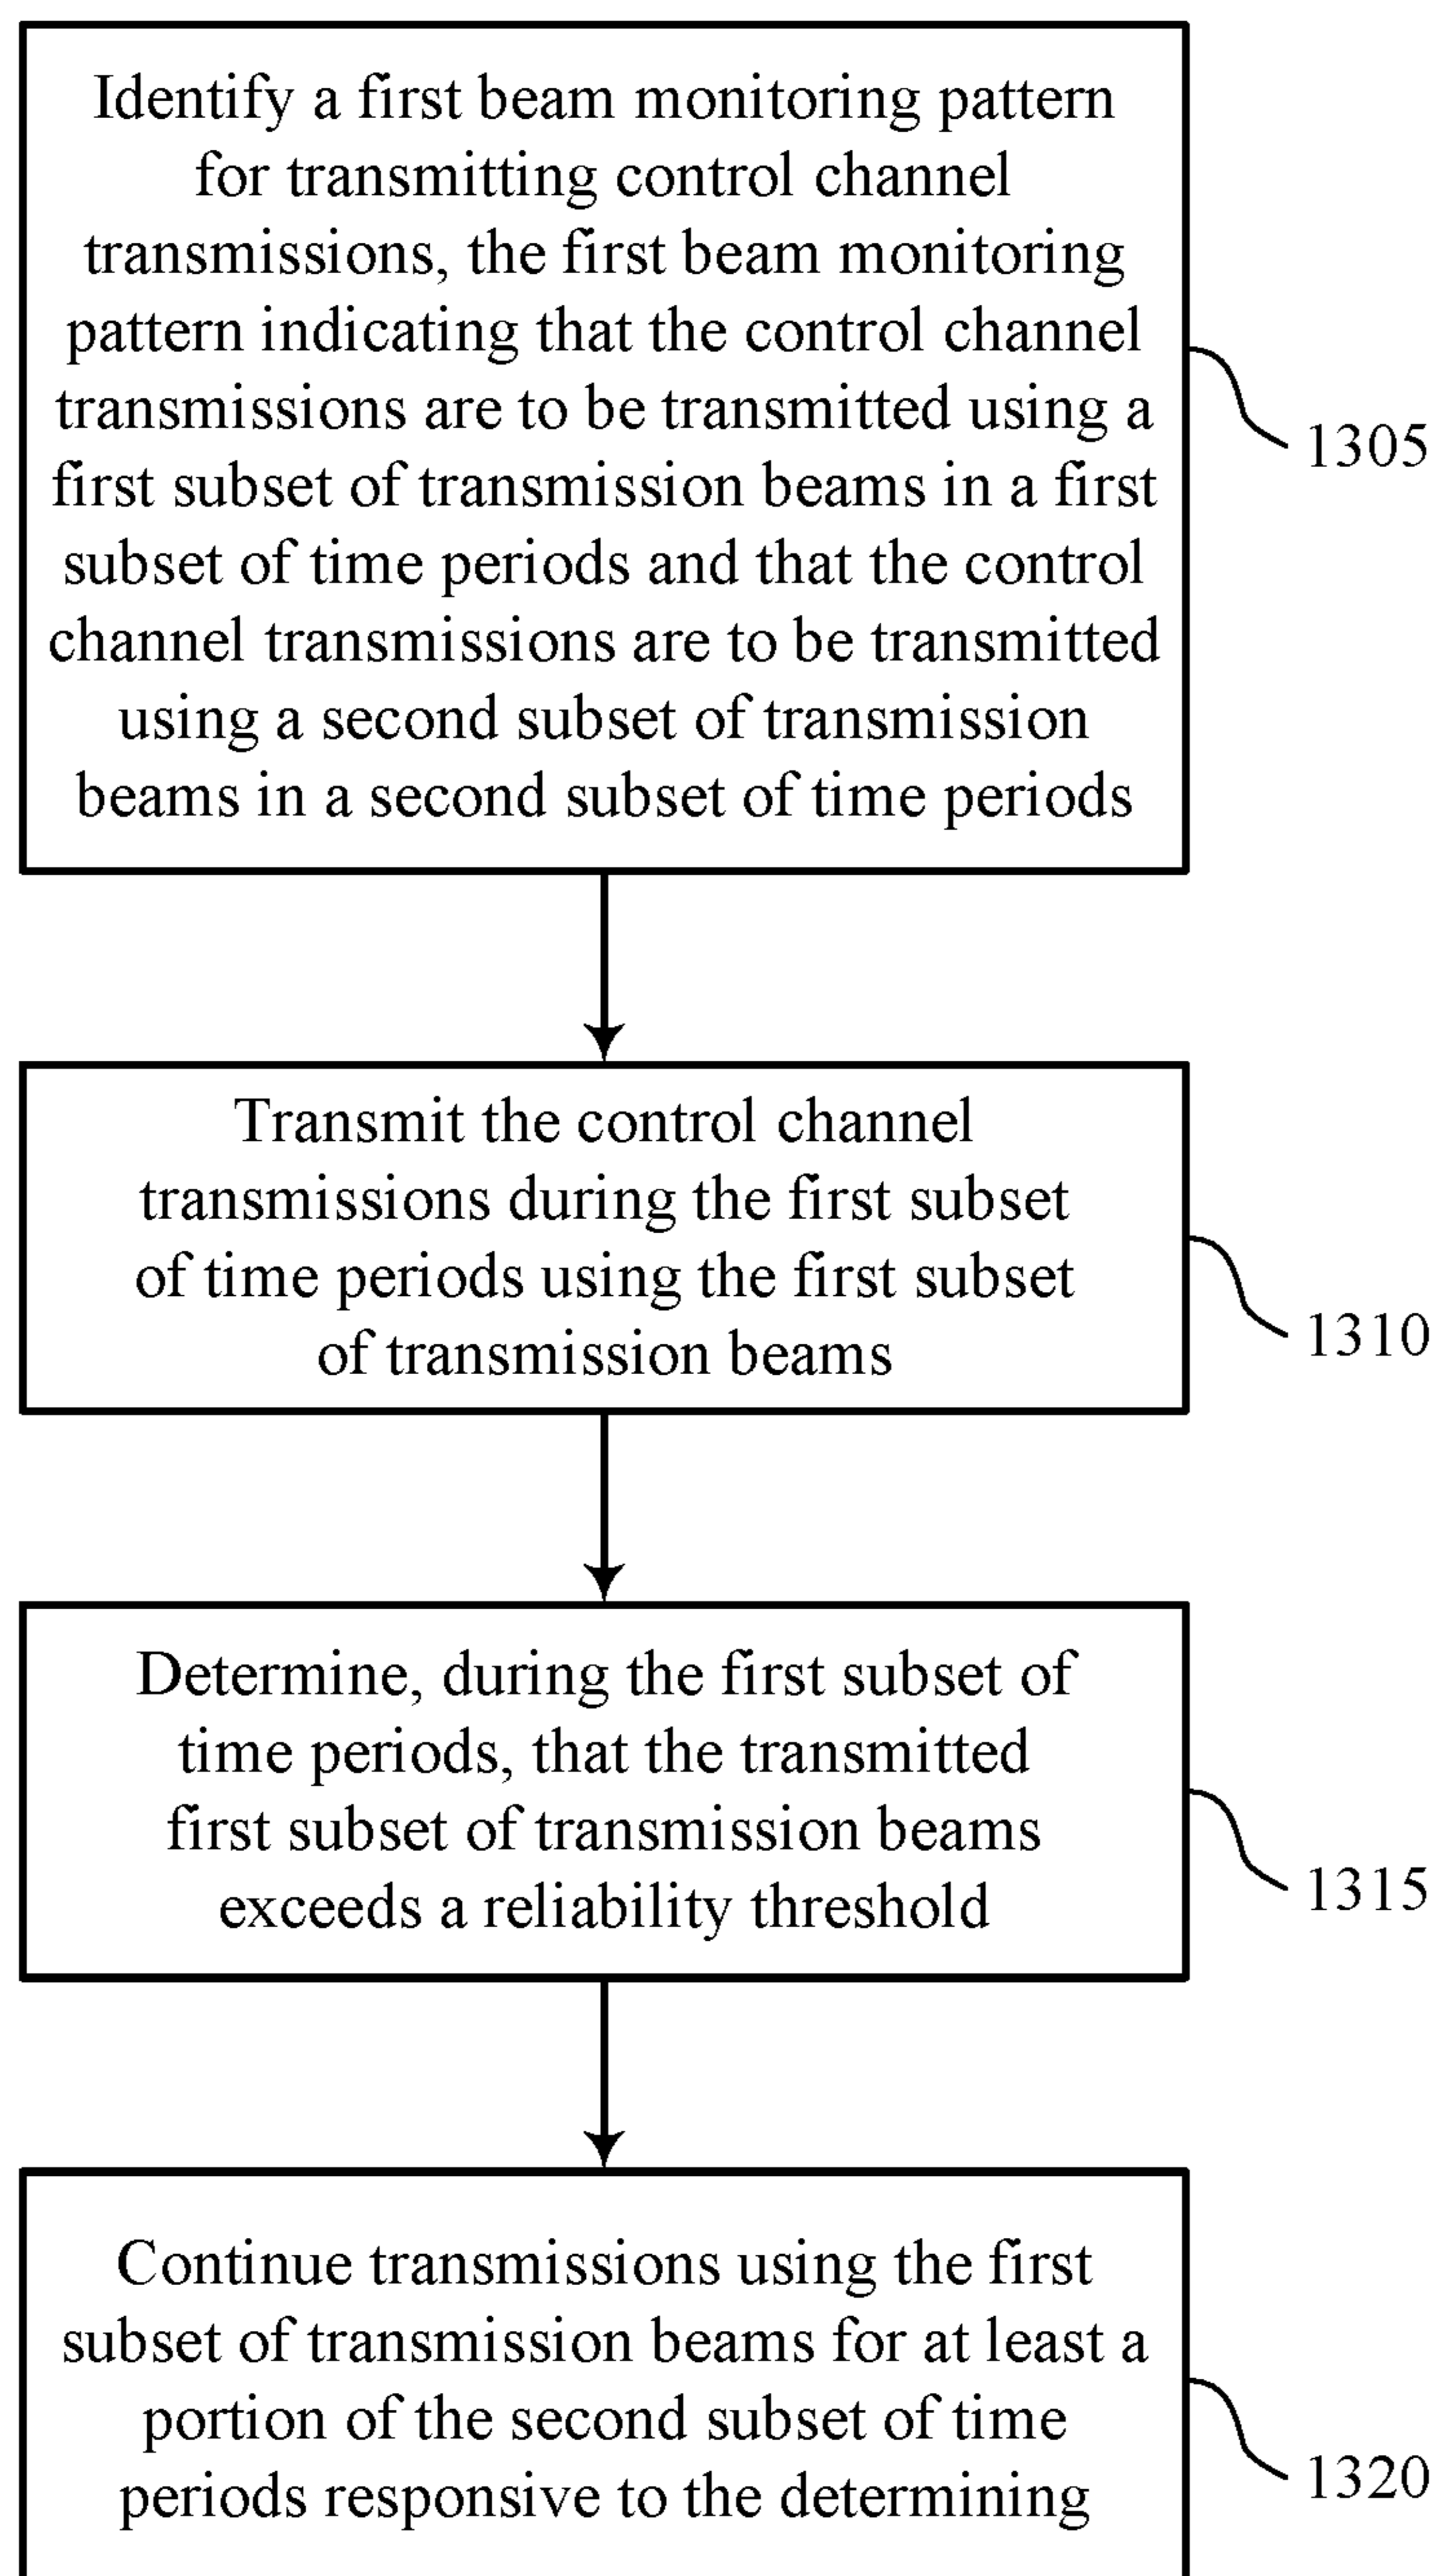 Identify a first beam monitoring pattern
for transmitting control channel
transmissions, the first beam monitoring
pattern indicating that the control channel
transmissions are to be transmitted using a
first subset of transmission beams in a first
subset of time periods and that the control
channel transmissions are to be transmitted
using a second subset of transmission
beams in a second subset of time periods
1305
Transmit the control channel
transmissions during the first subset
of time periods using the first subset
of transmission beams
1310
Determine, during the first subset of
time periods, that the transmitted
first subset of transmission beams
exceeds a reliability threshold
1315
Continue transmissions using the first
subset of transmission beams for at least a
portion of the second subset of time
periods responsive to the determining
1320